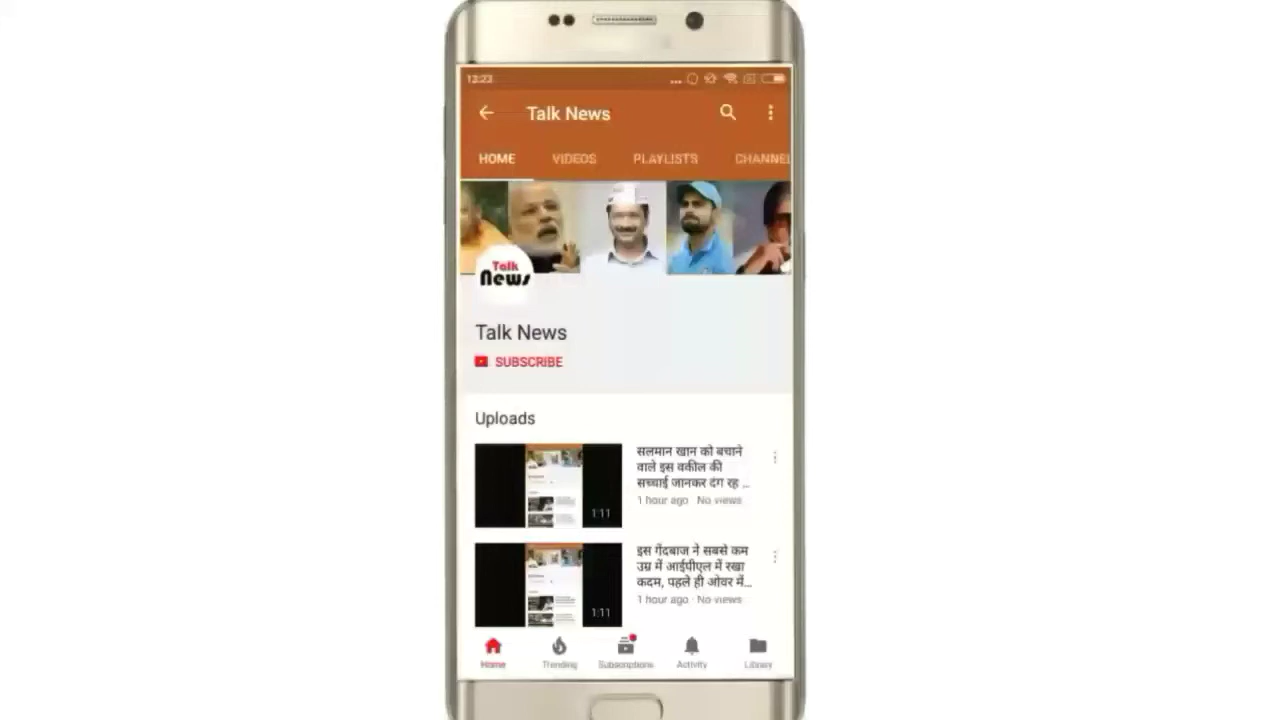 12:23
Talk News
HOME VIDEOS PLAYLISTS CHANNEL
Talk
News
Talk News
SUBSCRIBE
Uploads
सलमान खान को बचाने
वाले इस वकील की
सच्चाई जानकर दंग रह ...
1 hour ago · No views
1:11
इस गेंदबाज ने सबसे कम
उम्र में आईपीएल में रखा
कदम, पहले ही ओवर में...
1 hour ago · No views
1:11
Home Trending Subscriptions Activity Library